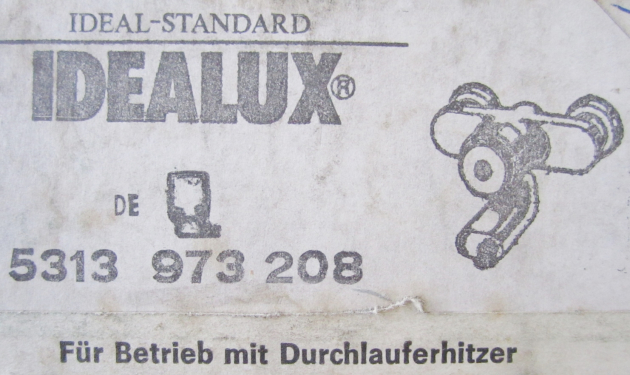 IDEAL-STANDARD
IDEALUX®
DE
5313 973 208
Für Betrieb mit Durchlauferhitzer